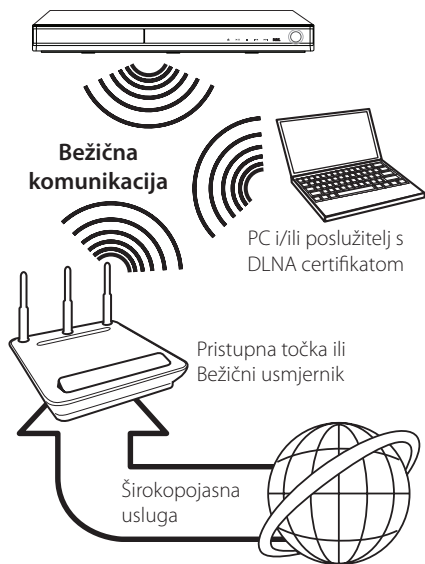 Bežična
komunikacija
PC i/ili poslužitelj s
DLNA certifikatom
Pristupna točka ili
Bežični usmjernik
Širokopojasna
usluga